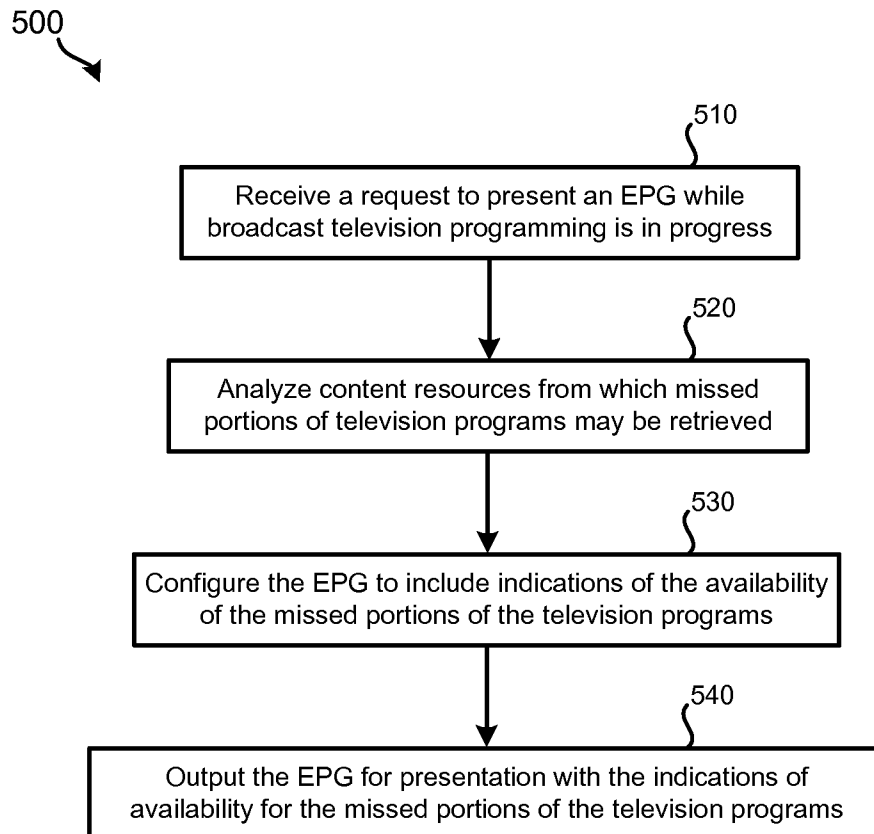 500
510
Receive a request to present an EPG while
broadcast television programming is in progress
520
Analyze content resources from which missed
portions of television programs may be retrieved
530
Configure the EPG to include indications of the availability
of the missed portions of the television programs
540
Output the EPG for presentation with the indications of
availability for the missed portions of the television programs